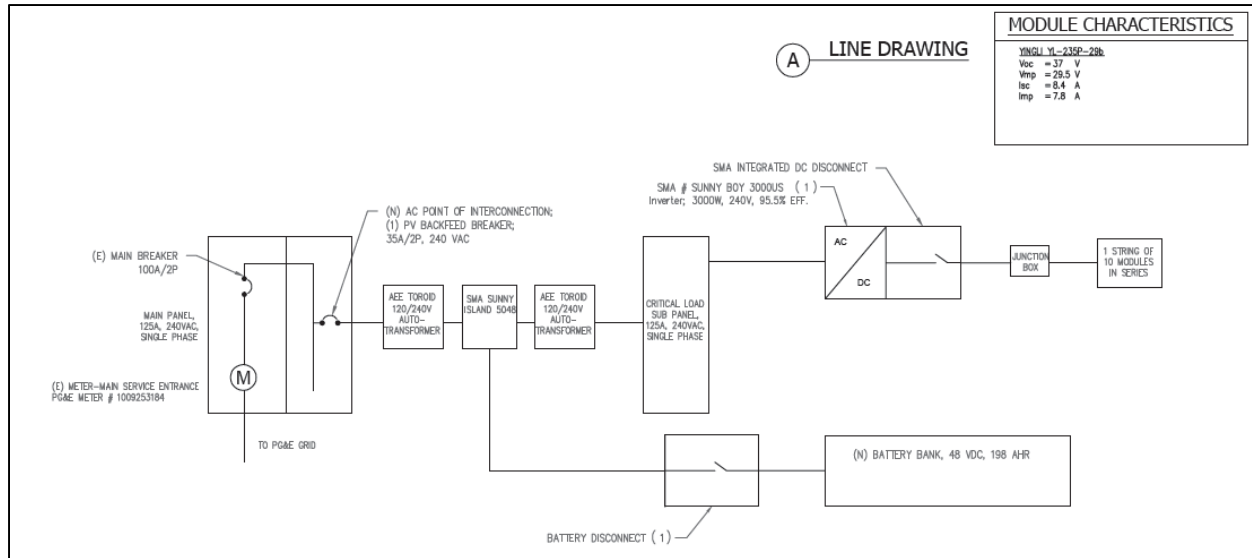 A
LINE DRAWING
MODULE CHARACTERISTICS
YINGLI YL-235P-29b
Voc = 37 V
Vmp = 29.5 V
Isc = 8.4 A
Imp = 7.8 A
SMA INTEGRATED DC DISCONNECT
SMA # SUNNY BOY 3000US (1)
Inverter; 3000W, 240V, 95.5% EFF.
(N) AC POINT OF INTERCONNECTION;
(1) PV BACKFEED BREAKER;
35A/2P, 240 VAC
(E) MAIN BREAKER
100A/2P
MAIN PANEL,
125A, 240VAC,
SINGLE PHASE
(E) METER-MAIN SERVICE ENTRANCE
PG&E METER # 1009253184
M
TO PG&E GRID
AEE TOROID
120/240V
AUTO-
TRANSFORMER
SMA SUNNY
ISLAND 5048
AEE TOROID
120/240V
AUTO-
TRANSFORMER
CRITICAL LOAD
SUB PANEL,
125A, 240VAC,
SINGLE PHASE
AC
DC
JUNCTION
BOX
1 STRING OF
10 MODULES
IN SERIES
(N) BATTERY BANK, 48 VDC, 198 AHR
BATTERY DISCONNECT (1)